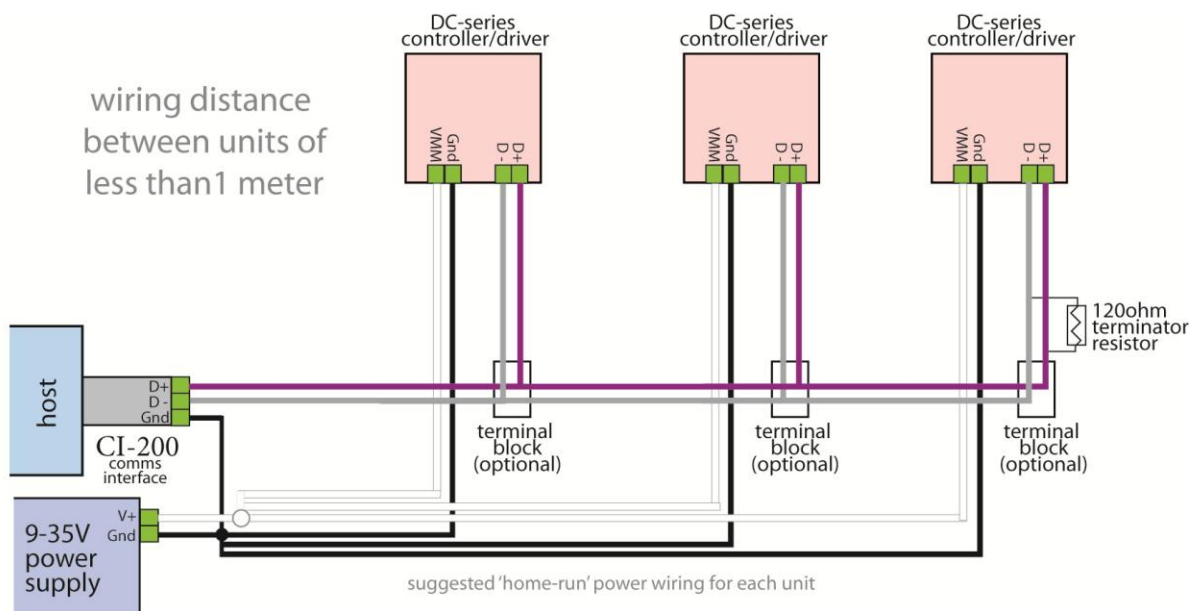 DC-series
controller/driver
DC-series
controller/driver
DC-series
controller/driver
wiring distance
between units of
less than1 meter
VMM
Gnd
D -
D+
VMM
Gnd
D -
D+
VMM
Gnd
D -
D+
120ohm
terminator
resistor
host
D+
D -
Gnd
CI-200
comms
interface
terminal
block
(optional)
terminal
block
(optional)
terminal
block
(optional)
9-35V
power
supply
V+
Gnd
suggested 'home-run' power wiring for each unit